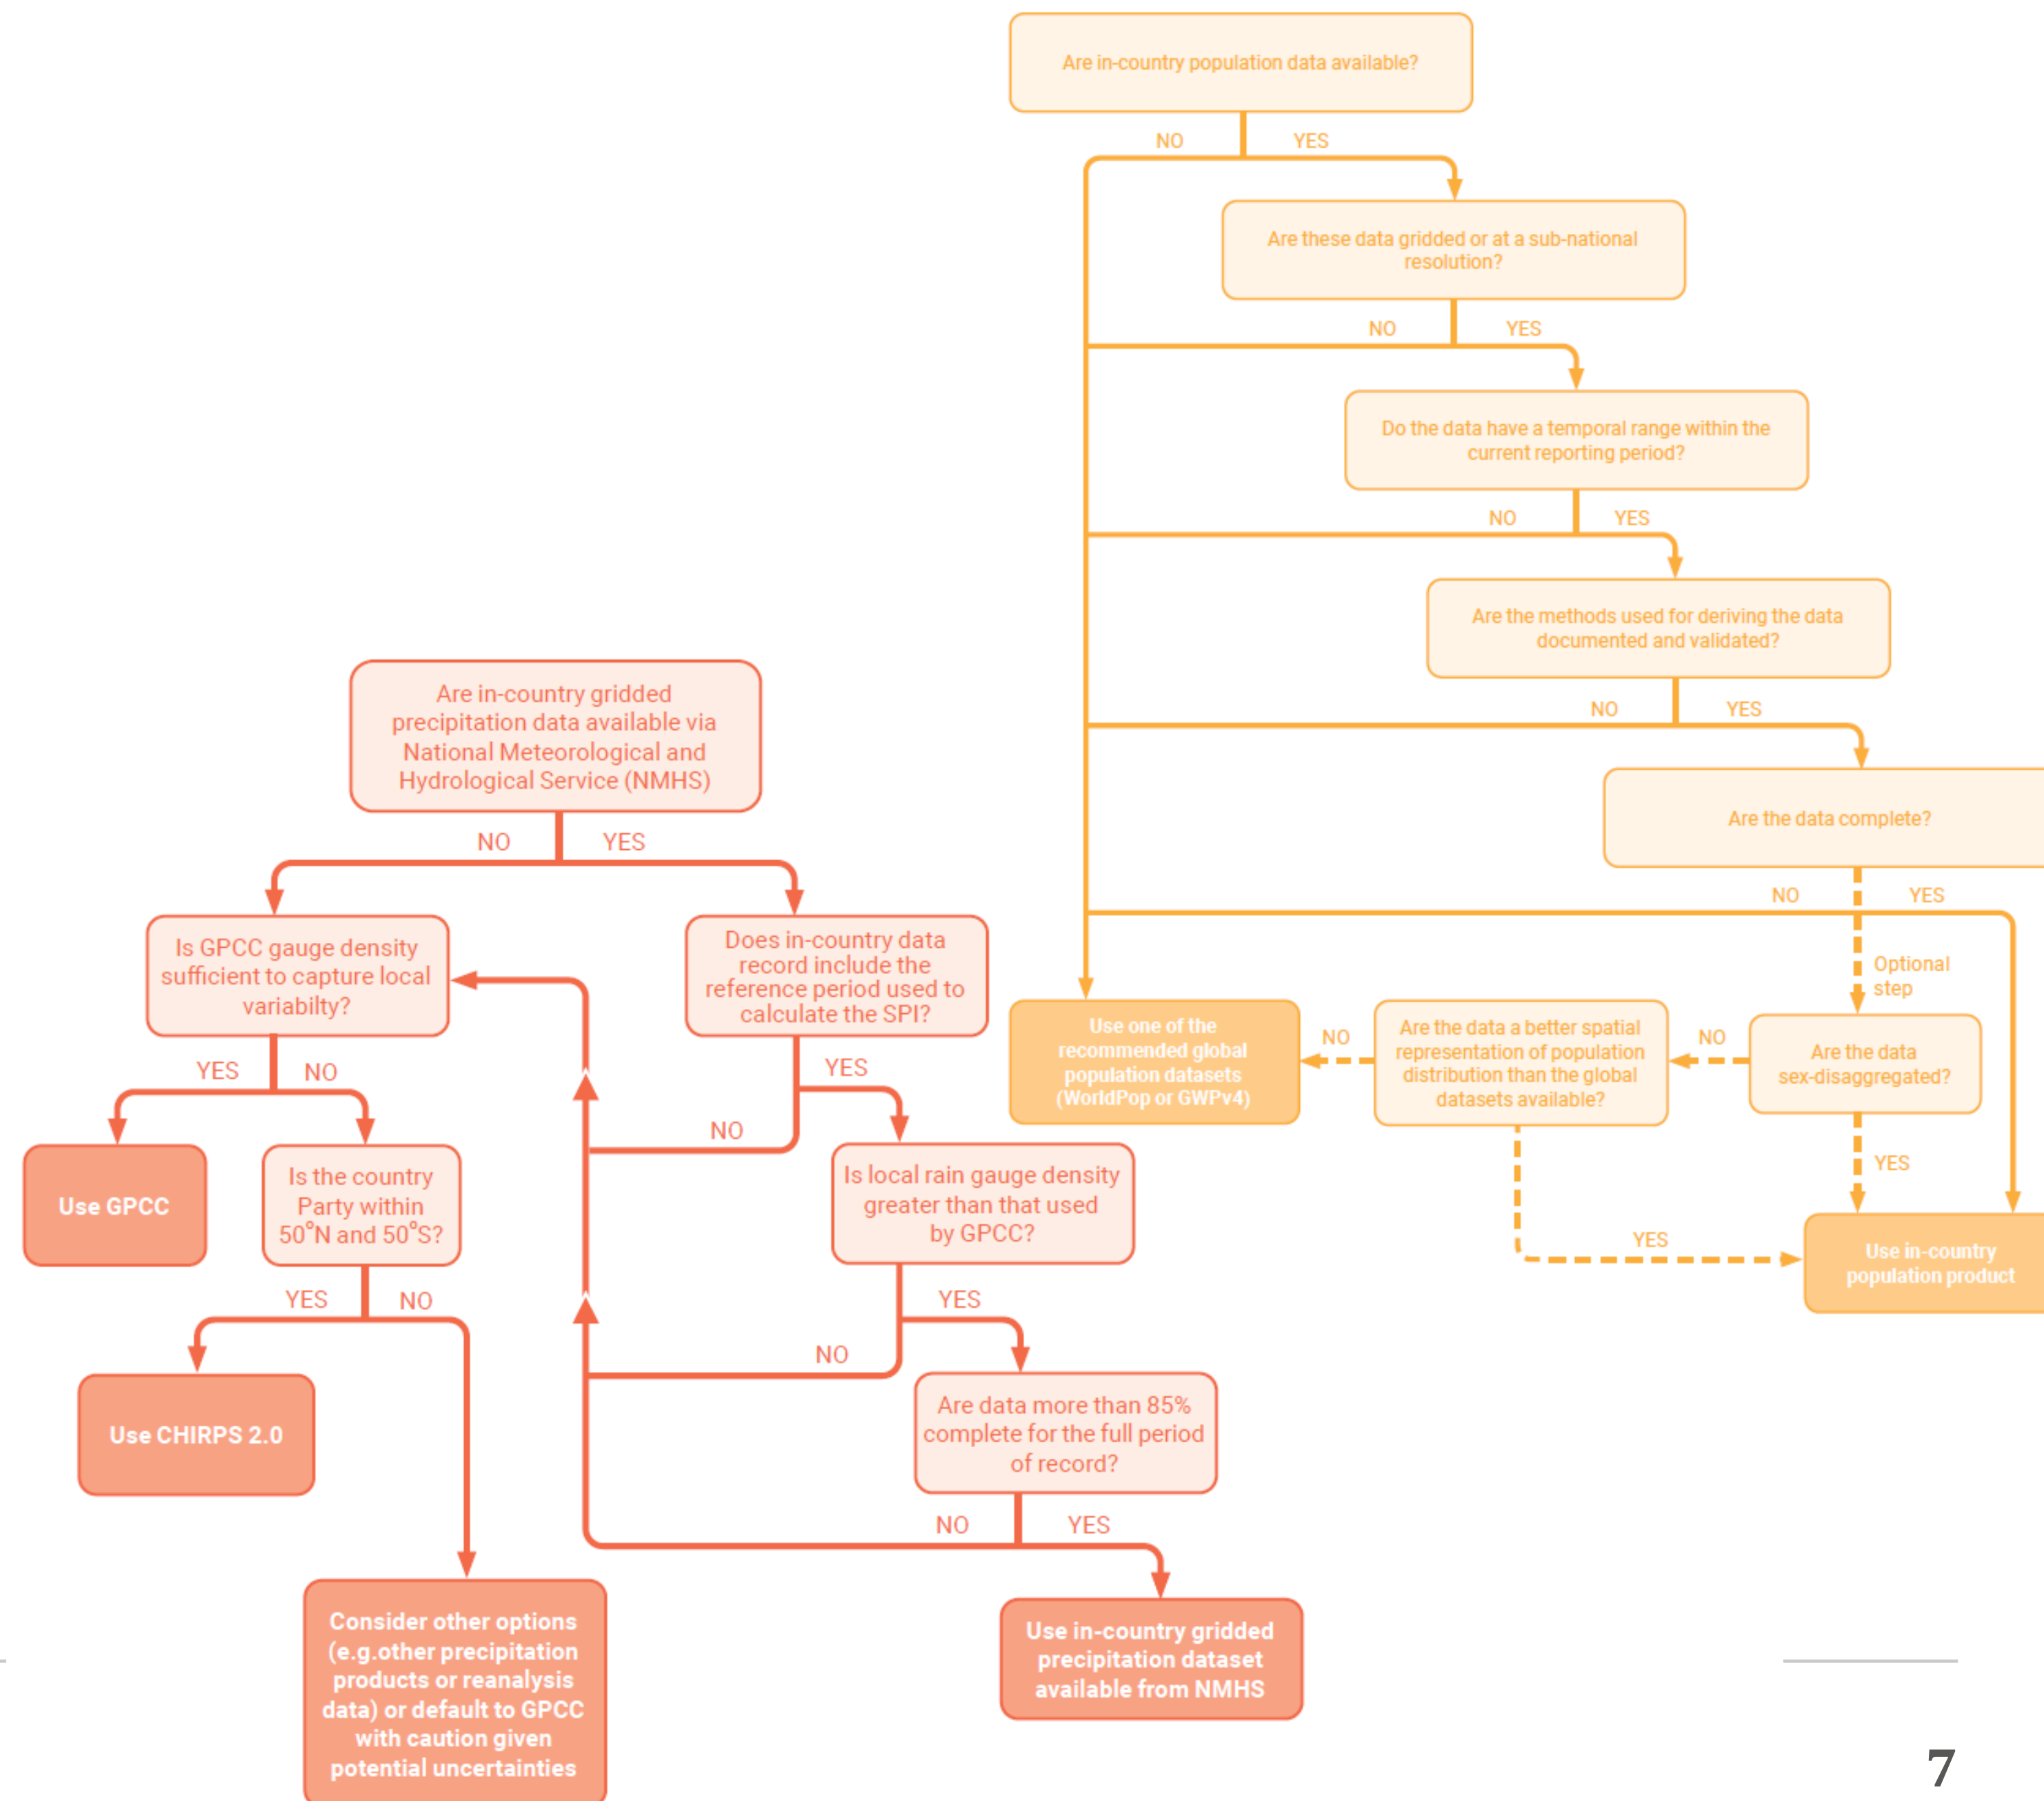 Are in-country population data available?
NO
YES
Are these data gridded or at a sub-national
resolution?
NO
YES
Do the data have a temporal range within the
current reporting period?
NO
YES
Are the methods used for deriving the data
documented and validated?
NO
YES
Are the data complete?
NO
YES
Optional
step
Are the data
sex-disaggregated?
NO
YES
Are the data a better spatial
representation of population
distribution than the global
datasets available?
NO
YES
Use one of the
recommended global
population datasets
(WorldPop or GWPv4)
Use in-country
population product
Are in-country gridded
precipitation data available via
National Meteorological and
Hydrological Service (NMHS)
NO
YES
Is GPCC gauge density
sufficient to capture local
variabilty?
YES
NO
Does in-country data
record include the
reference period used to
calculate the SPI?
YES
NO
Use GPCC
Is the country
Party within
50°N and 50°S?
YES
NO
Is local rain gauge density
greater than that used
by GPCC?
YES
NO
Use CHIRPS 2.0
Are data more than 85%
complete for the full period
of record?
NO
YES
Consider other options
(e.g.other precipitation
products or reanalysis
data) or default to GPCC
with caution given
potential uncertainties
Use in-country gridded
precipitation dataset
available from NMHS
7